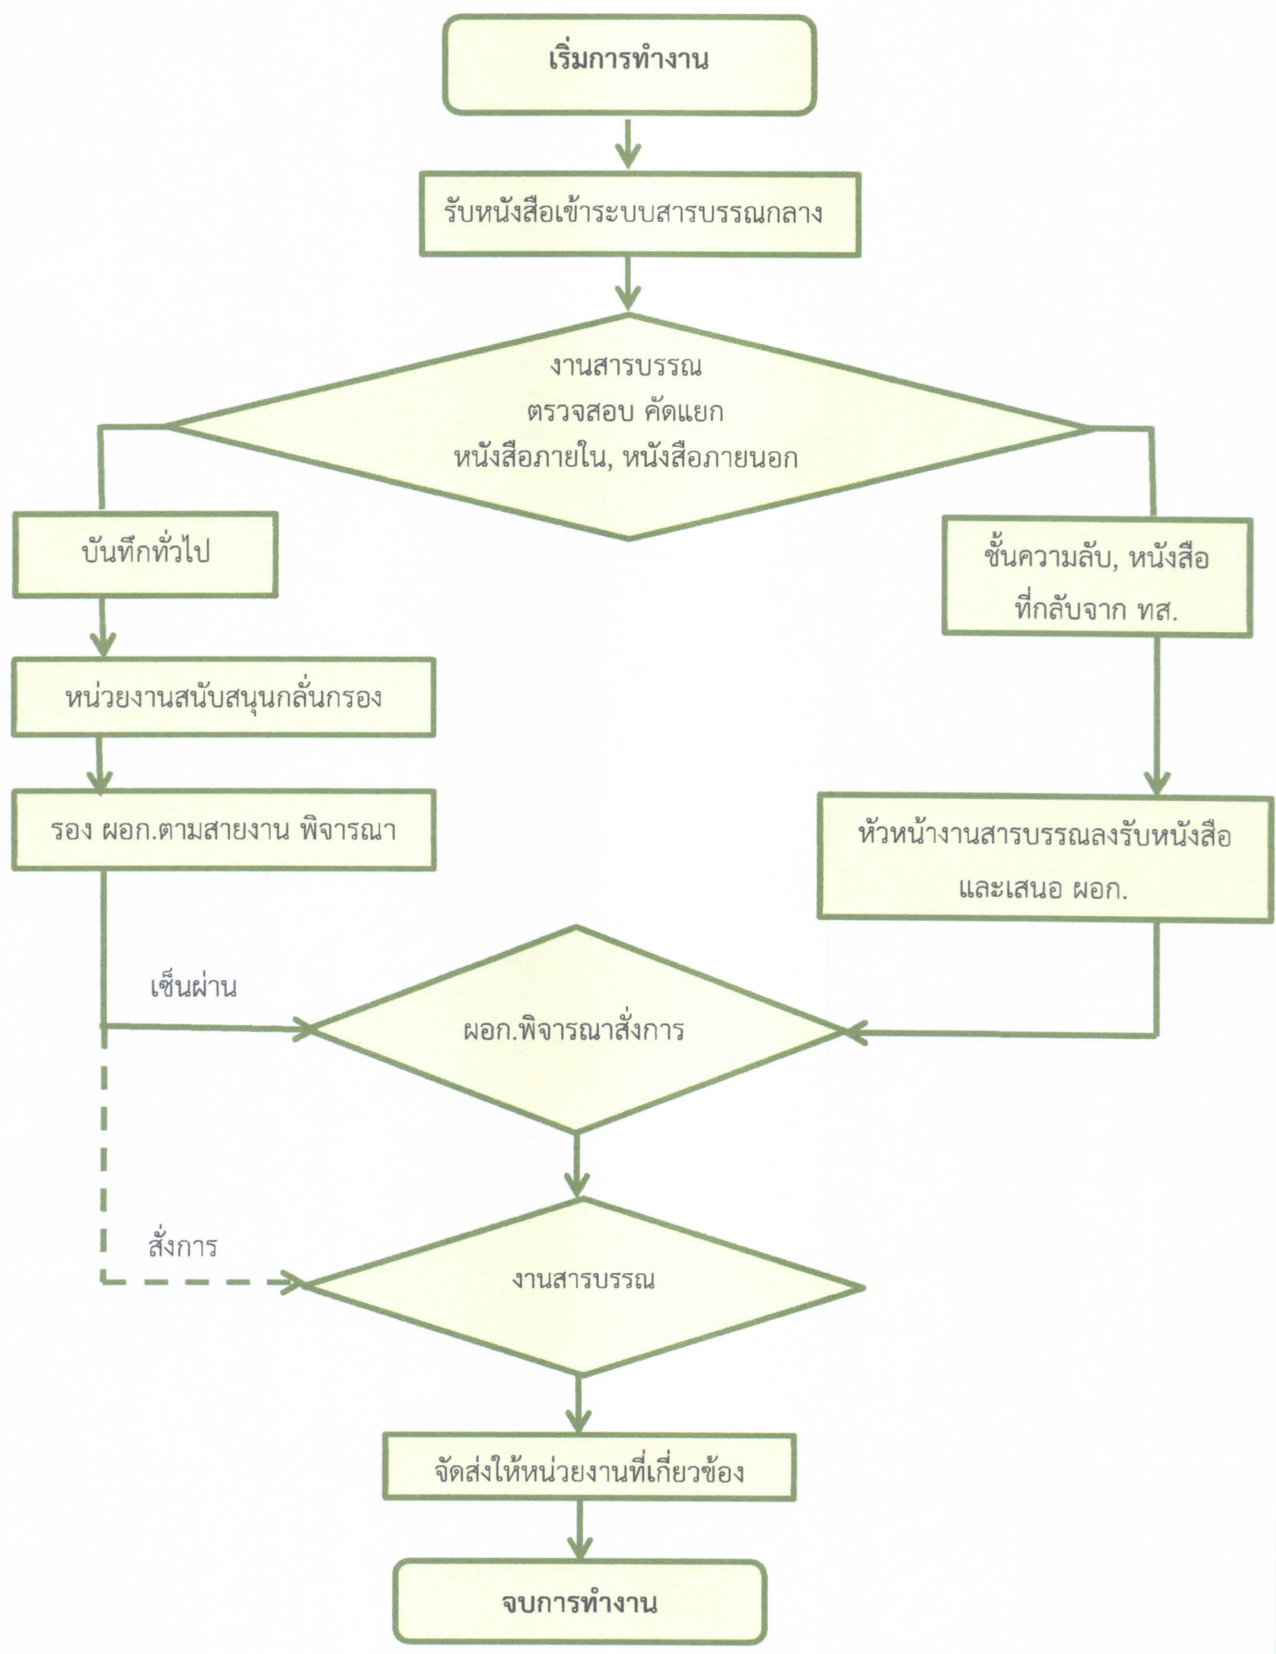 เริ่มการทำงาน
รับหนังสือเข้าระบบสารบรรณกลาง
งานสารบรรณ
ตรวจสอบ คัดแยก
หนังสือภายใน, หนังสือภายนอก
บันทึกทั่วไป
ชั้นความลับ, หนังสือ
ที่กลับจาก ทส.
หน่วยงานสนับสนุนกลั่นกรอง
รอง ผอก.ตามสายงาน พิจารณา
หัวหน้างานสารบรรณลงรับหนังสือ
และเสนอ ผอก.
เซ็นผ่าน
ผอก.พิจารณาสั่งการ
สั่งการ
งานสารบรรณ
จัดส่งให้หน่วยงานที่เกี่ยวข้อง
จบการทำงาน